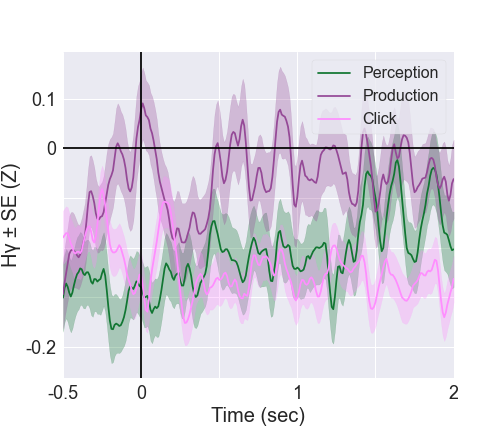 Perception
Production
Click
0.1
0
-0.2
Hγ ± SE (Z)
-0.5
0
1
2
Time (sec)